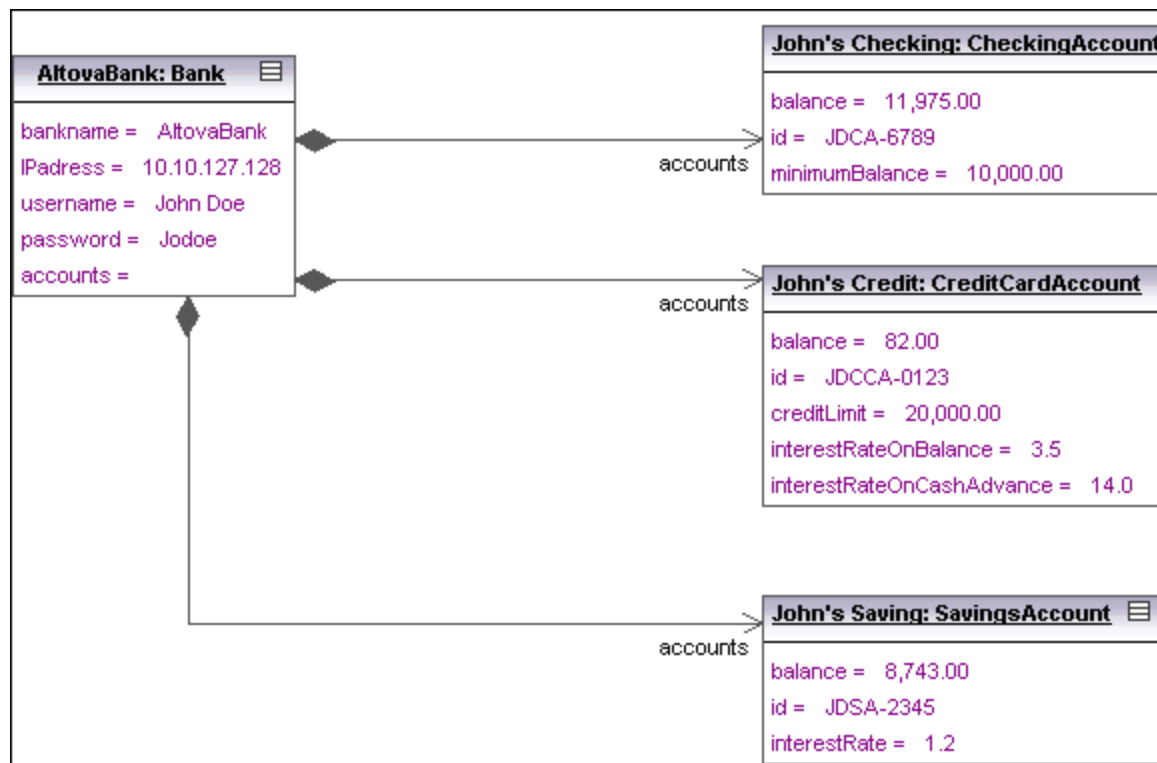 AltovaBank: Bank
bankname = AltovaBank
IPadress = 10.10.127.128
username = John Doe
password = Jodoe
accounts =
accounts
John's Checking: CheckingAccount
balance = 11,975.00
id = JDCA-6789
minimumBalance = 10,000.00
accounts
John's Credit: CreditCardAccount
balance = 82.00
id = JDCCA-0123
creditLimit = 20,000.00
interestRateOnBalance = 3.5
interestRateOnCashAdvance = 14.0
accounts
John's Saving: SavingsAccount
balance = 8,743.00
id = JDSA-2345
interestRate = 1.2